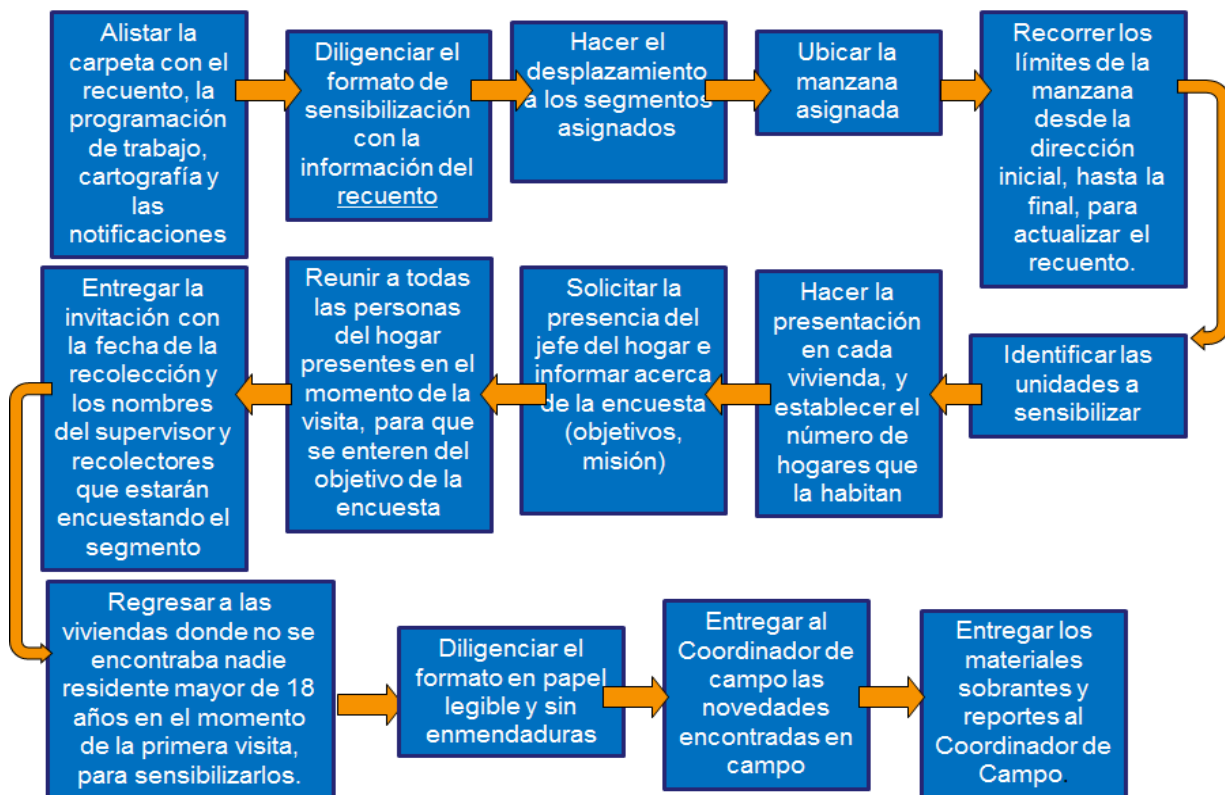 Alistar la
carpeta con el
recuento, la
programación
de trabajo,
cartografía y
las
notificaciones
Diligenciar el
formato de
sensibilización
con la
información del
recuento
Hacer el
desplazamiento
a los segmentos
asignados
Ubicar la
manzana
asignada
Recorrer los
límites de la
manzana
desde la
dirección
inicial, hasta la
final, para
actualizar el
recuento.
Identificar las
unidades a
sensibilizar
Hacer la
presentación
en cada
vivienda, y
establecer el
número de
hogares que
la habitan
Solicitar la
presencia del
jefe del hogar e
informar acerca
de la encuesta
(objetivos,
misión)
Reunir a todas
las personas
del hogar
presentes en el
momento de la
visita, para que
se enteren del
objetivo de la
encuesta
Entregar la
invitación con
la fecha de la
recolección y
los nombres
del supervisor y
recolectores
que estarán
encuestando el
segmento
Regresar a las
viviendas donde no se
encontraba nadie
residente mayor de 18
años en el momento
de la primera visita,
para sensibilizarlos.
Diligenciar el
formato en papel
legible y sin
enmendaduras
Entregar al
Coordinador de
campo las
novedades
encontradas en
campo
Entregar los
materiales
sobrantes y
reportes al
Coordinador de
Campo.